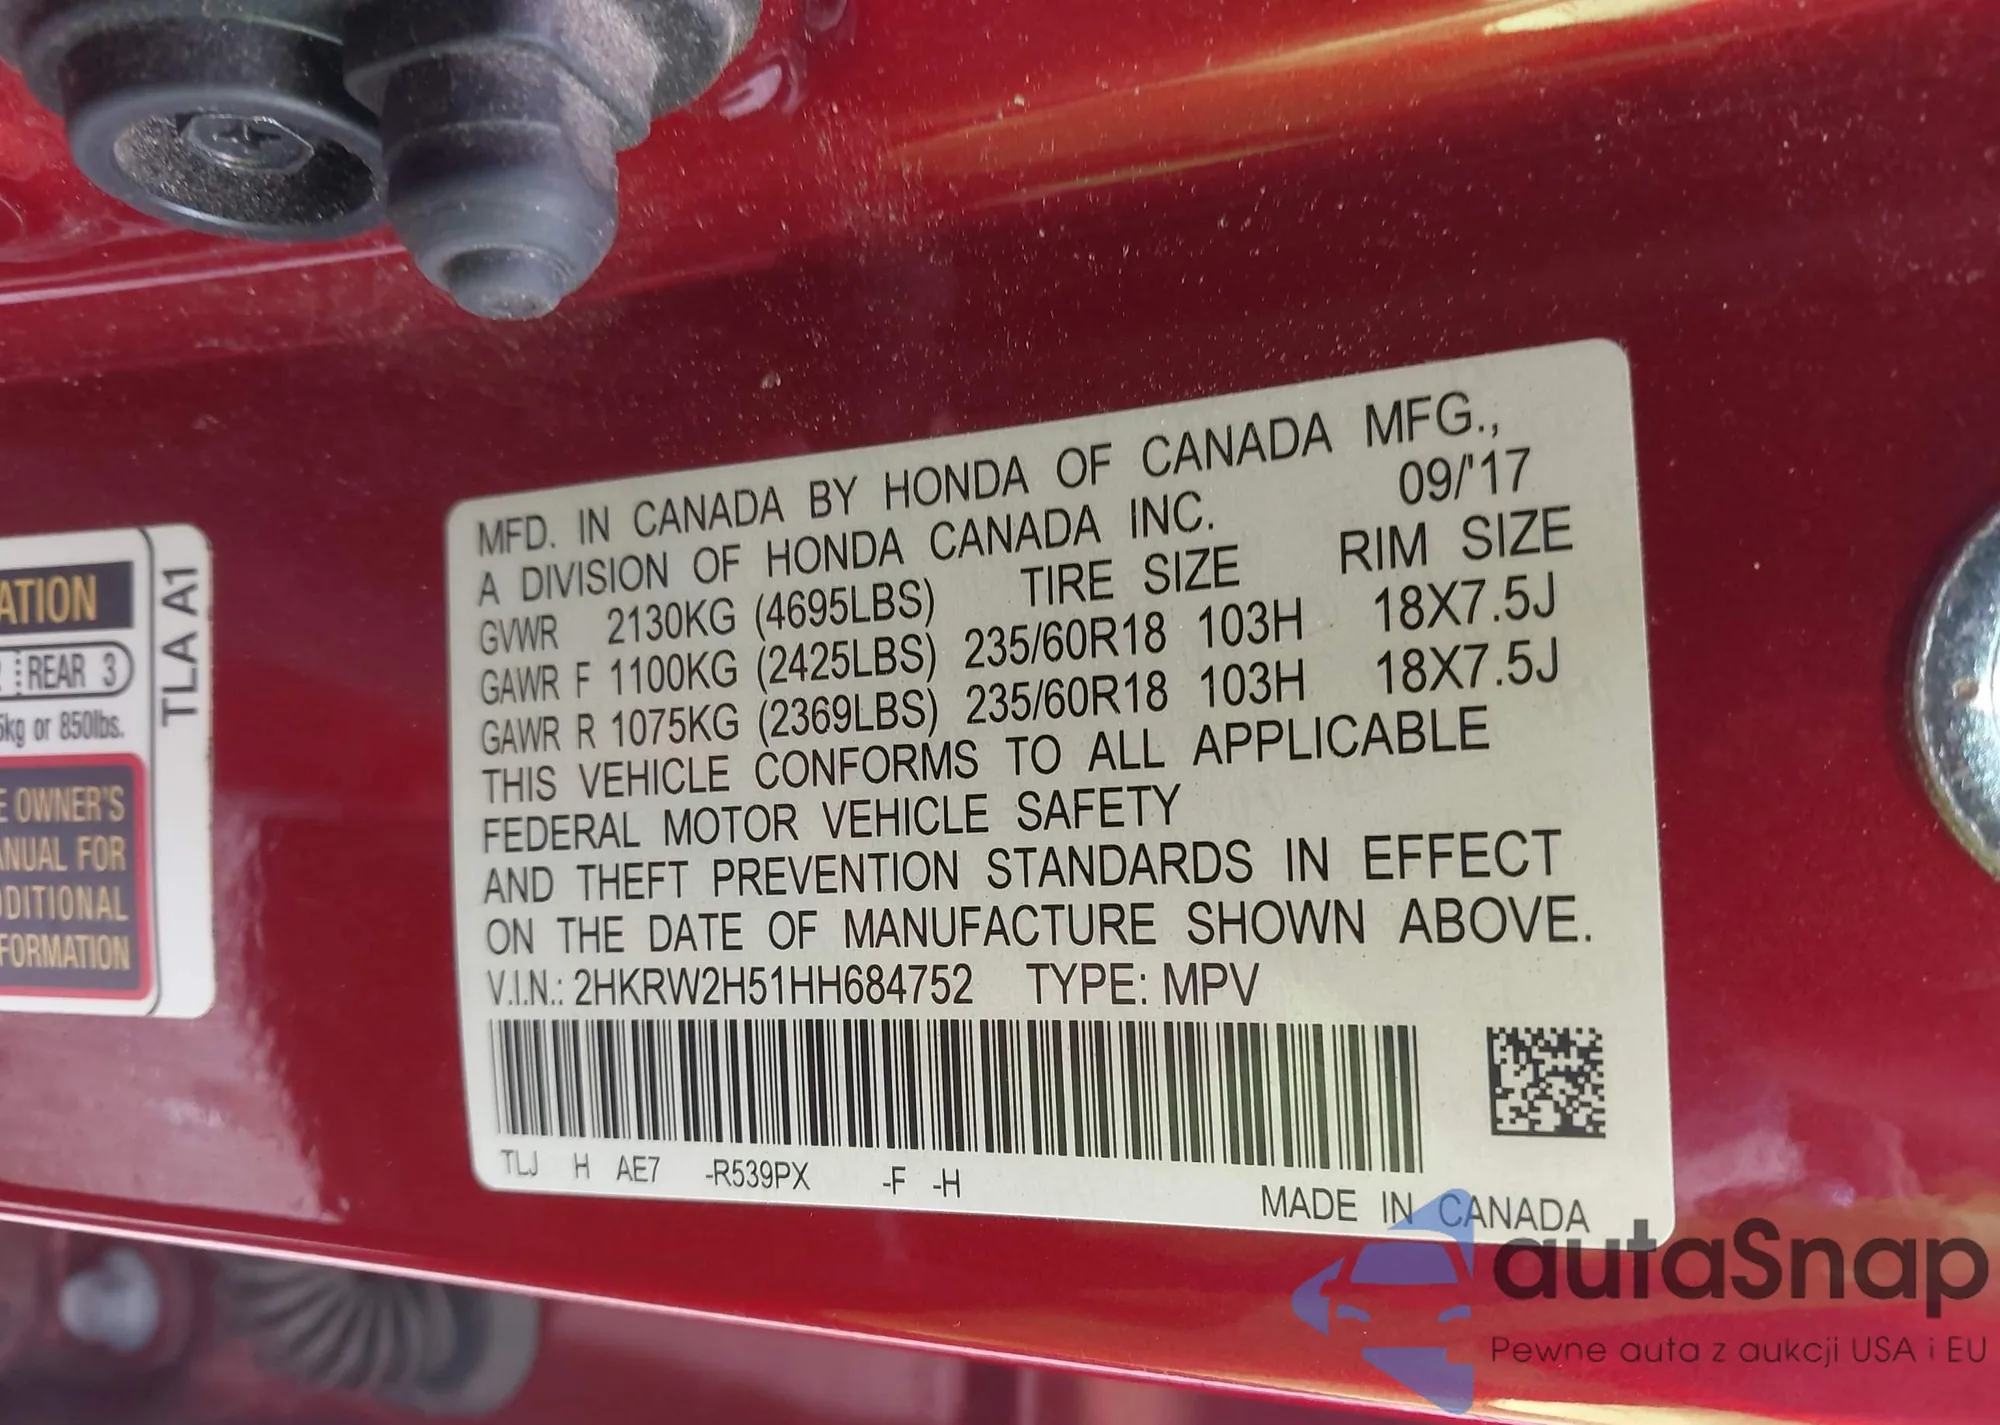 ATION
REAR 3
kg or 850lbs.
OWNER'S
FOR
DITIONAL
FORMATION
TLA A1
MFD. IN CANADA BY HONDA OF CANADA MFG.,
A DIVISION OF HONDA CANADA INC. 09/'17
GVWR 2130KG (4695LBS) TIRE SIZE RIM SIZE
GAWR F 1100KG (2425LBS) 235/60R18 103H 18X7.5J
GAWR R 1075KG (2369LBS) 235/60R18 103H 18X7.5J
THIS VEHICLE CONFORMS TO ALL APPLICABLE
FEDERAL MOTOR VEHICLE SAFETY
AND THEFT PREVENTION STANDARDS IN EFFECT
ON THE DATE OF MANUFACTURE SHOWN ABOVE.
V.I.N.: 2HKRW2H51HH684752 TYPE: MPV
TLJ H AE7 -R539PX -F -H
MADE IN CANADA
autaSnap
Pewne auta z aukcji USA i EU